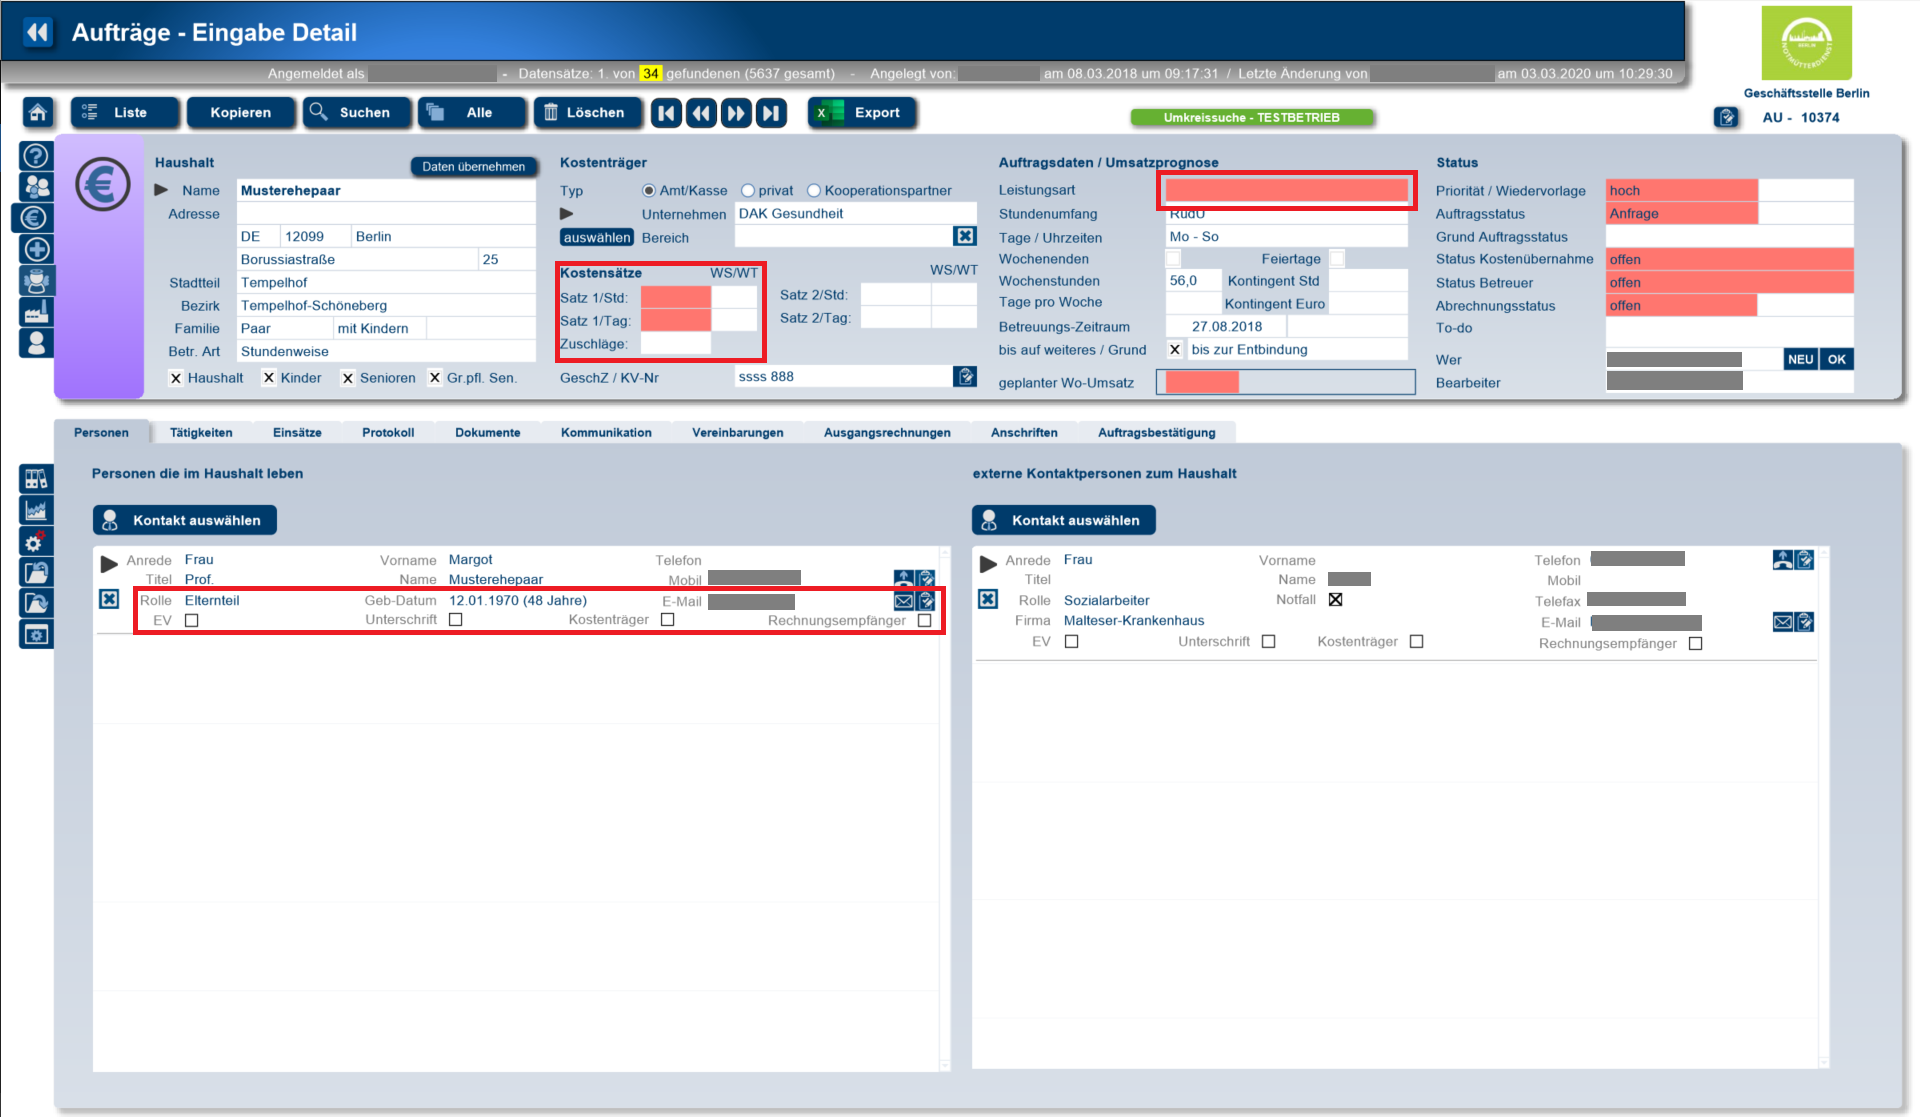 Aufträge - Eingabe Detail
Angemeldet als - Datensätze: 1. von 34 gefundenen (5637 gesamt) - Angelegt von: am 08.03.2018 um 09:17:31 / Letzte Änderung von am 03.03.2020 um 10:29:30
BERLIN
NOTMÜTTERDIENST
Geschäftsstelle Berlin
AU - 10374
Liste Kopieren Suchen Alle Löschen Export
Umkreissuche - TESTBETRIEB
Haushalt Daten übernehmen
Name Musterehepaar
Adresse
DE 12099 Berlin
Borussiastraße 25
Stadtteil Tempelhof
Bezirk Tempelhof-Schöneberg
Familie Paar mit Kindern
Betr. Art Stundenweise
X Haushalt X Kinder X Senioren X Gr.pfl. Sen.
Kostenträger
Typ Amt/Kasse privat Kooperationspartner
Unternehmen DAK Gesundheit
auswählen Bereich
Kostensätze WS/WT WS/WT
Satz 1/Std: Satz 2/Std:
Satz 1/Tag: Satz 2/Tag:
Zuschläge:
GeschZ / KV-Nr ssss 888
Auftragsdaten / Umsatzprognose
Leistungsart
Stundenumfang RudU
Tage / Uhrzeiten Mo - So
Wochenenden Feiertage
Wochenstunden 56,0 Kontingent Std
Tage pro Woche Kontingent Euro
Betreuungs-Zeitraum 27.08.2018
bis auf weiteres / Grund X bis zur Entbindung
geplanter Wo-Umsatz
Status
Priorität / Wiedervorlage hoch
Auftragsstatus Anfrage
Grund Auftragsstatus
Status Kostenübernahme offen
Status Betreuer offen
Abrechnungsstatus offen
To-do
Wer NEU OK
Bearbeiter
Personen Tätigkeiten Einsätze Protokoll Dokumente Kommunikation Vereinbarungen Ausgangsrechnungen Anschriften Auftragsbestätigung
Personen die im Haushalt leben
Kontakt auswählen
Anrede Frau Vorname Margot Telefon
Titel Prof. Name Musterehepaar Mobil
Rolle Elternteil Geb-Datum 12.01.1970 (48 Jahre) E-Mail
EV Unterschrift Kostenträger Rechnungsempfänger
externe Kontaktpersonen zum Haushalt
Kontakt auswählen
Anrede Frau Vorname Telefon
Titel Name Mobil
Rolle Sozialarbeiter Notfall Telefax
Firma Malteser-Krankenhaus E-Mail
EV Unterschrift Kostenträger Rechnungsempfänger